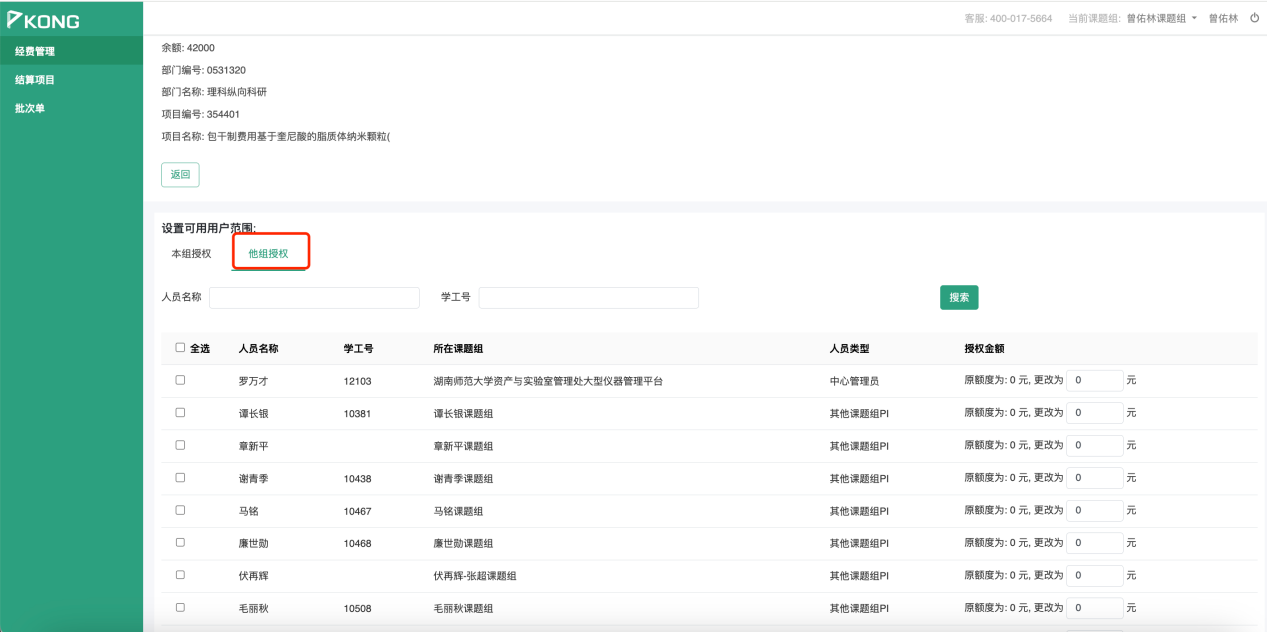 PKONG
客服: 400-017-5664 当前课题组: 曾佑林课题组 曾佑林
经费管理
结算项目
批次单
余额: 42000
部门编号: 0531320
部门名称: 理科纵向科研
项目编号: 354401
项目名称: 包干制费用基于奎尼酸的脂质体纳米颗粒(
返回
设置可用用户范围:
本组授权 他组授权
人员名称 学工号 搜索
全选 人员名称 学工号 所在课题组 人员类型 授权金额
罗万才 12103 湖南师范大学资产与实验室管理处大型仪器管理平台 中心管理员 原额度为: 0 元, 更改为 0 元
谭长银 10381 谭长银课题组 其他课题组PI 原额度为: 0 元, 更改为 0 元
章新平 章新平课题组 其他课题组PI 原额度为: 0 元, 更改为 0 元
谢青季 10438 谢青季课题组 其他课题组PI 原额度为: 0 元, 更改为 0 元
马铭 10467 马铭课题组 其他课题组PI 原额度为: 0 元, 更改为 0 元
廉世勋 10468 廉世勋课题组 其他课题组PI 原额度为: 0 元, 更改为 0 元
伏再辉 伏再辉-张超课题组 其他课题组PI 原额度为: 0 元, 更改为 0 元
毛丽秋 10508 毛丽秋课题组 其他课题组PI 原额度为: 0 元, 更改为 0 元